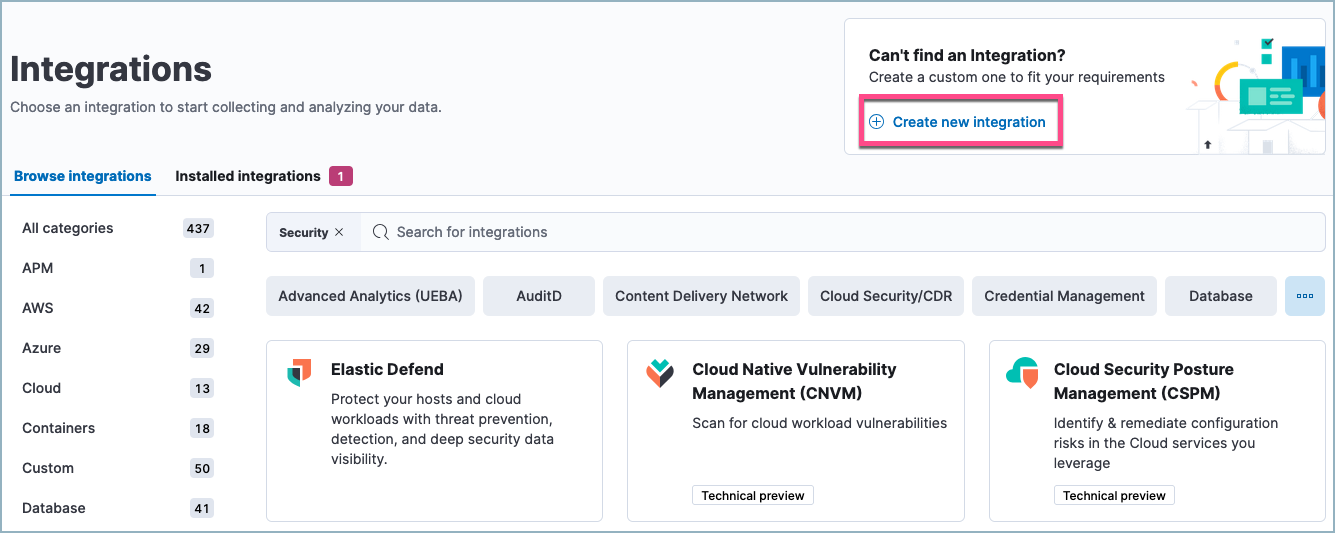 Integrations
Choose an integration to start collecting and analyzing your data.
Can't find an Integration?
Create a custom one to fit your requirements
Create new integration
Browse integrations
Installed integrations 1
All categories 437
APM 1
AWS 42
Azure 29
Cloud 13
Containers 18
Custom 50
Database 41
Security × Search for integrations
Advanced Analytics (UEBA) AuditD Content Delivery Network Cloud Security/CDR Credential Management Database
Elastic Defend
Protect your hosts and cloud
workloads with threat prevention,
detection, and deep security data
visibility.
Cloud Native Vulnerability
Management (CNVM)
Scan for cloud workload vulnerabilities
Technical preview
Cloud Security Posture
Management (CSPM)
Identify & remediate configuration
risks in the Cloud services you
leverage
Technical preview